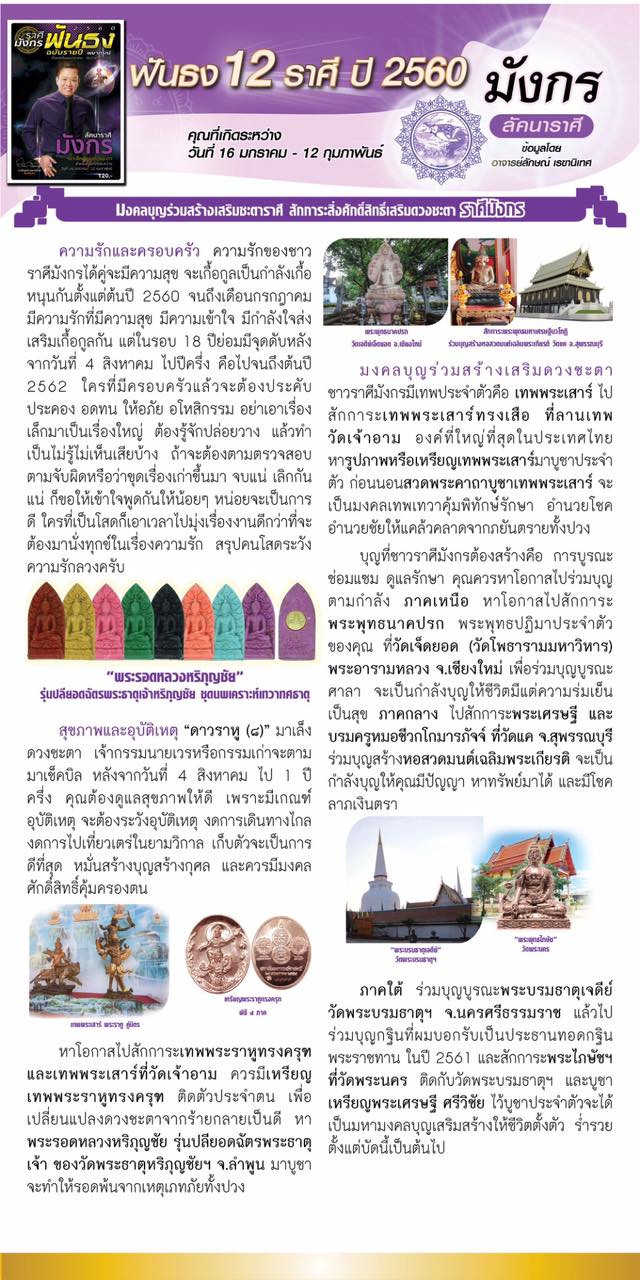 ราศี
มังกร
ฟันธง
2560
ฉบับรายปี
ลัคนาราศี
มังกร
120.-
ฟันธง 12 ราศี ปี 2560
มังกร
ลัคนาราศี
คุณที่เกิดระหว่าง
วันที่ 16 มกราคม - 12 กุมภาพันธ์
ข้อมูลโดย
อาจารย์ลักษณ์ เรขานิเทศ
มงคลบุญร่วมสร้างเสริมชะตาราศี สักการะสิ่งศักดิ์สิทธิ์เสริมดวงชะตา ราศีมังกร
ความรักและครอบครัว ความรักของชาว
ราศีมังกรได้คู่จะมีความสุข จะเกื้อกูลเป็นกำลังเกื้อ
หนุนกันตั้งแต่ต้นปี 2560 จนถึงเดือนกรกฎาคม
มีความรักที่มีความสุข มีความเข้าใจ มีกำลังใจส่ง
เสริมเกื้อกูลกัน แต่ในรอบ 18 ปีย่อมมีจุดดับหลัง
จากวันที่ 4 สิงหาคม ไปปีครึ่ง คือไปจนถึงต้นปี
2562 ใครที่มีครอบครัวแล้วจะต้องประคับ
ประคอง อดทน ให้อภัย อโหสิกรรม อย่าเอาเรื่อง
เล็กมาเป็นเรื่องใหญ่ ต้องรู้จักปล่อยวาง แล้วทำ
เป็นไม่รู้ไม่เห็นเสียบ้าง ถ้าจะต้องตามตรวจสอบ
ตามจับผิดหรือว่าขุดเรื่องเก่าขึ้นมา จบแน่ เลิกกัน
แน่ ก็ขอให้เข้าใจพูดกันให้น้อยๆ หน่อยจะเป็นการ
ดี ใครที่เป็นโสดก็เอาเวลาไปมุ่งเรื่องงานดีกว่าที่จะ
ต้องมานั่งทุกข์ในเรื่องความรัก สรุปคนโสดระวัง
ความรักลวงครับ
"พระรอดหลวงหริภุญชัย"
รุ่นเปลี่ยอดฉัตรพระธาตุเจ้าหริภุญชัย ชุดนพเคราะห์เทวาทศธาตุ
สุขภาพและอุบัติเหตุ "ดาวราหู (๘)" มาเล็ง
ดวงชะตา เจ้ากรรมนายเวรหรือกรรมเก่าจะตาม
มาเช็คบิล หลังจากวันที่ 4 สิงหาคม ไป 1 ปี
ครึ่ง คุณต้องดูแลสุขภาพให้ดี เพราะมีเกณฑ์
อุบัติเหตุ จะต้องระวังอุบัติเหตุ งดการเดินทางไกล
งดการไปเที่ยวเตร่ในยามวิกาล เก็บตัวจะเป็นการ
ดีที่สุด หมั่นสร้างบุญสร้างกุศล และควรมีมงคล
ศักดิ์สิทธิ์คุ้มครองตน
เทพพระเสาร์ พระราหู คู่มิตร
เหรียญพระราหูทรงครุฑ
พิธี ๔ ภาค
หาโอกาสไปสักการะเทพพระราหูทรงครุฑ
และเทพพระเสาร์ที่วัดเจ้าอาม ควรมีเหรียญ
เทพพระราหูทรงครุฑ ติดตัวประจำตน เพื่อ
เปลี่ยนแปลงดวงชะตาจากร้ายกลายเป็นดี หา
พระรอดหลวงหริภุญชัย รุ่นปลียอดฉัตรพระธาตุ
เจ้า ของวัดพระธาตุหริภุญชัยฯ จ.ลำพูน มาบูชา
จะทำให้รอดพ้นจากเหตุเภทภัยทั้งปวง
พระพุทธนาคปรก
วัดเจดีย์เจ็ดยอด จ.เชียงใหม่
สักการะพระพุทธมหาเศรษฐีนวโกฏิ
ร่วมบุญสร้างหอสวดมนต์เฉลิมพระเกียรติ วัดแค จ.สุพรรณบุรี
มงคลบุญร่วมสร้างเสริมดวงชะตา
ชาวราศีมังกรมีเทพประจำตัวคือ เทพพระเสาร์ ไป
สักการะเทพพระเสาร์ทรงเสือ ที่ลานเทพ
วัดเจ้าอาม องค์ที่ใหญ่ที่สุดในประเทศไทย
หารูปภาพหรือเหรียญเทพพระเสาร์มาบูชาประจำ
ตัว ก่อนนอนสวดพระคาถาบูชาเทพพระเสาร์ จะ
เป็นมงคลเทพเทวาคุ้มพิทักษ์รักษา อำนวยโชค
อำนวยชัยให้แคล้วคลาดจากภยันตรายทั้งปวง
บุญที่ชาวราศีมังกรต้องสร้างคือ การบูรณะ
ซ่อมแซม ดูแลรักษา คุณควรหาโอกาสไปร่วมบุญ
ตามกำลัง ภาคเหนือ หาโอกาสไปสักการะ
พระพุทธนาคปรก พระพุทธปฏิมาประจำตัว
ของคุณ ที่วัดเจ็ดยอด (วัดโพธารามมหาวิหาร)
พระอารามหลวง จ.เชียงใหม่ เพื่อร่วมบุญบูรณะ
ศาลา จะเป็นกำลังบุญให้ชีวิตมีแต่ความร่มเย็น
เป็นสุข ภาคกลาง ไปสักการะพระเศรษฐี และ
บรมครูหมอชีวกโกมารภัจจ์ ที่วัดแค จ.สุพรรณบุรี
ร่วมบุญสร้างหอสวดมนต์เฉลิมพระเกียรติ จะเป็น
กำลังบุญให้คุณมีปัญญา หาทรัพย์มาได้ และมีโชค
ลาภเงินตรา
"พระบรมธาตุเจดีย์"
วัดพระบรมธาตุฯ
"พระพุทธไภษัช"
วัดพระนคร
ภาคใต้ ร่วมบุญบูรณะพระบรมธาตุเจดีย์
วัดพระบรมธาตุฯ จ.นครศรีธรรมราช แล้วไป
ร่วมบุญกฐินที่ผมบอกรับเป็นประธานทอดกฐิน
พระราชทาน ในปี 2561 และสักการะพระไภษัชฯ
ที่วัดพระนคร ติดกับวัดพระบรมธาตุฯ และบูชา
เหรียญพระเศรษฐี ศรีวิชัย ไว้บูชาประจำตัวจะได้
เป็นมหามงคลบุญเสริมสร้างให้ชีวิตตั้งตัว ร่ำรวย
ตั้งแต่บัดนี้เป็นต้นไป